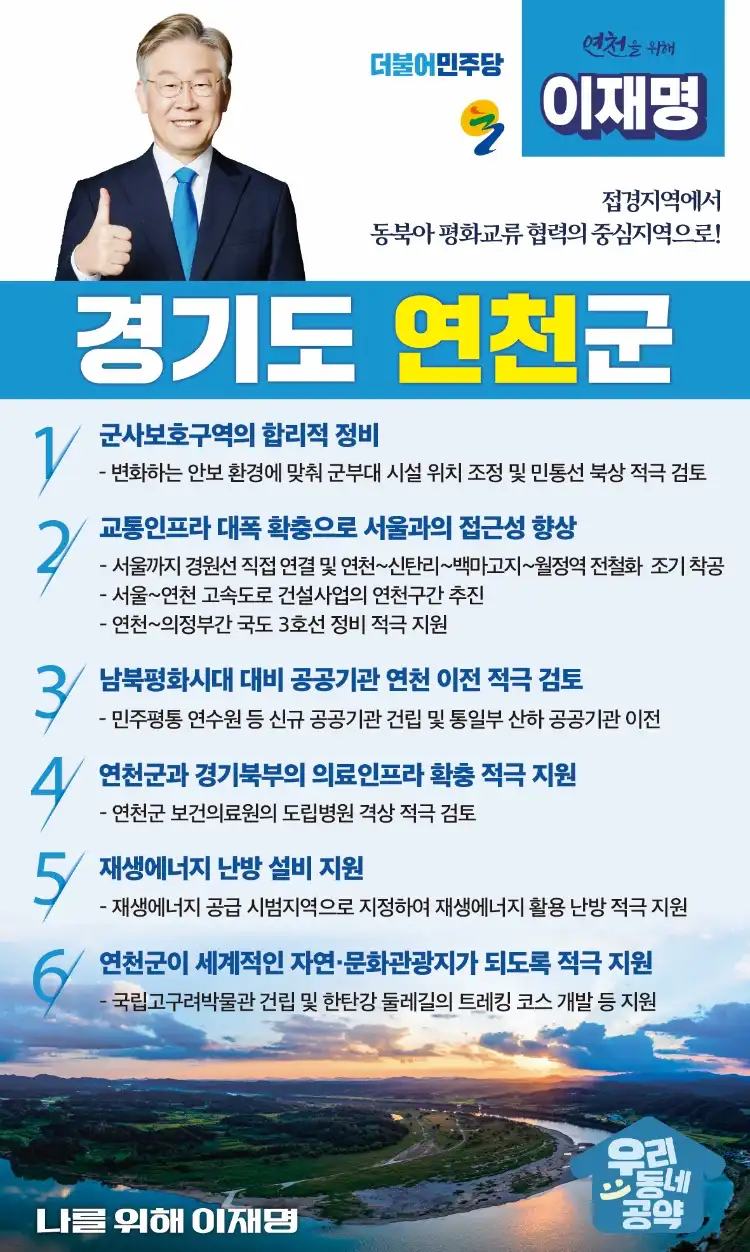 더불어민주당
연천을 위해
이재명
접경지역에서
동북아 평화교류 협력의 중심지역으로!
경기도 연천군
1 군사보호구역의 합리적 정비
- 변화하는 안보 환경에 맞춰 군부대 시설 위치 조정 및 민통선 북상 적극 검토
2 교통인프라 대폭 확충으로 서울과의 접근성 향상
- 서울까지 경원선 직접 연결 및 연천~신탄리~백마고지~월정역 전철화 조기 착공
- 서울~연천 고속도로 건설사업의 연천구간 추진
- 연천~의정부간 국도 3호선 정비 적극 지원
3 남북평화시대 대비 공공기관 연천 이전 적극 검토
- 민주평통 연수원 등 신규 공공기관 건립 및 통일부 산하 공공기관 이전
4 연천군과 경기북부의 의료인프라 확충 적극 지원
- 연천군 보건의료원의 도립병원 격상 적극 검토
5 재생에너지 난방 설비 지원
- 재생에너지 공급 시범지역으로 지정하여 재생에너지 활용 난방 적극 지원
6 연천군이 세계적인 자연·문화관광지가 되도록 적극 지원
- 국립고구려박물관 건립 및 한탄강 둘레길의 트레킹 코스 개발 등 지원
우리
동네
공약
나를 위해 이재명